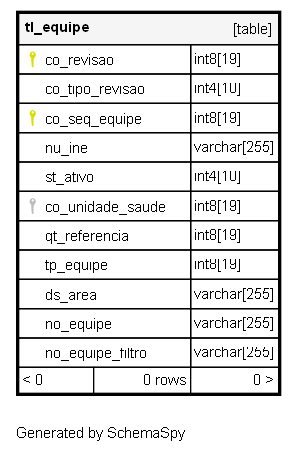 tl_equipe [table]
co_revisao int8[19]
co_tipo_revisao int4[10]
co_seq_equipe int8[19]
nu_ine varchar[255]
st_ativo int4[10]
co_unidade_saude int8[19]
qt_referencia int8[19]
tp_equipe int8[19]
ds_area varchar[255]
no_equipe varchar[255]
no_equipe_filtro varchar[255]
< 0 0 rows 0 >
Generated by SchemaSpy